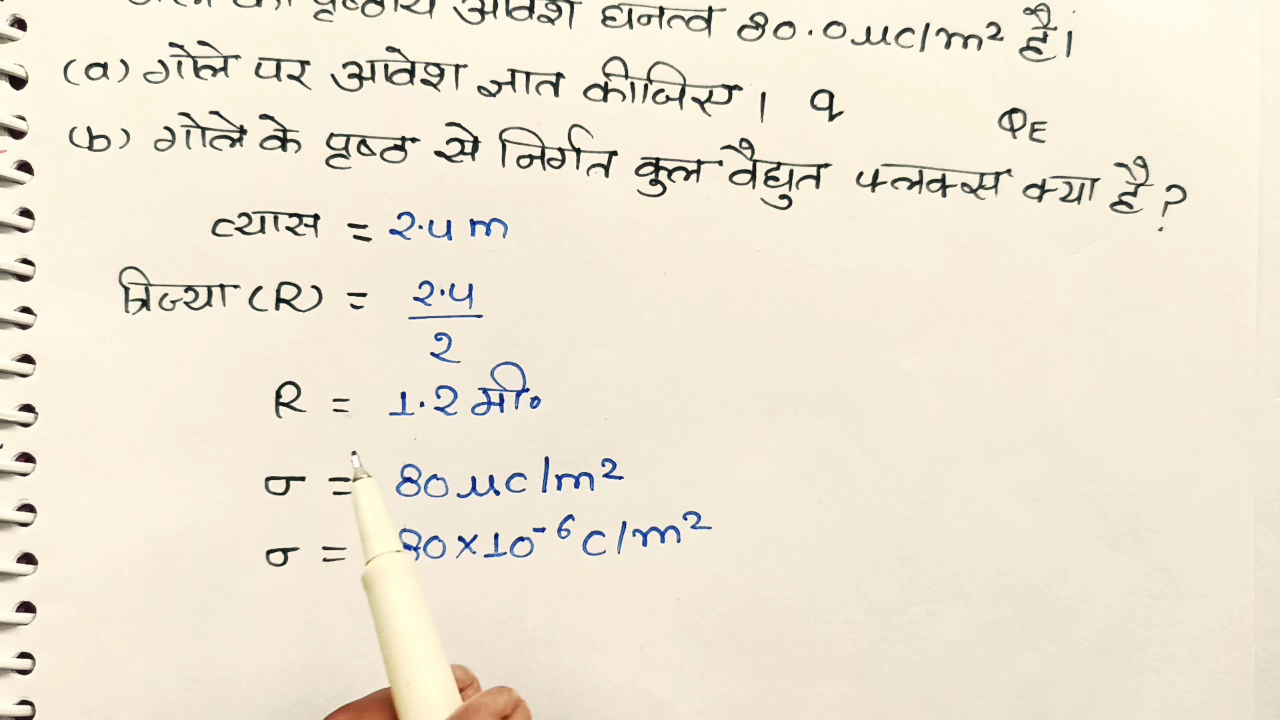 पृष्ठीय आवेश घनत्व 80.0 μC/m² है।
(a) गोले पर आवेश ज्ञात कीजिए। q
(b) गोले के पृष्ठ से निर्गत कुल वैद्युत फ्लक्स क्या है? ΦE
व्यास = 2.4 m
त्रिज्या (R) = 2.4/2
R = 1.2 मी०
σ = 80 μC/m²
σ = 80×10⁻⁶ C/m²